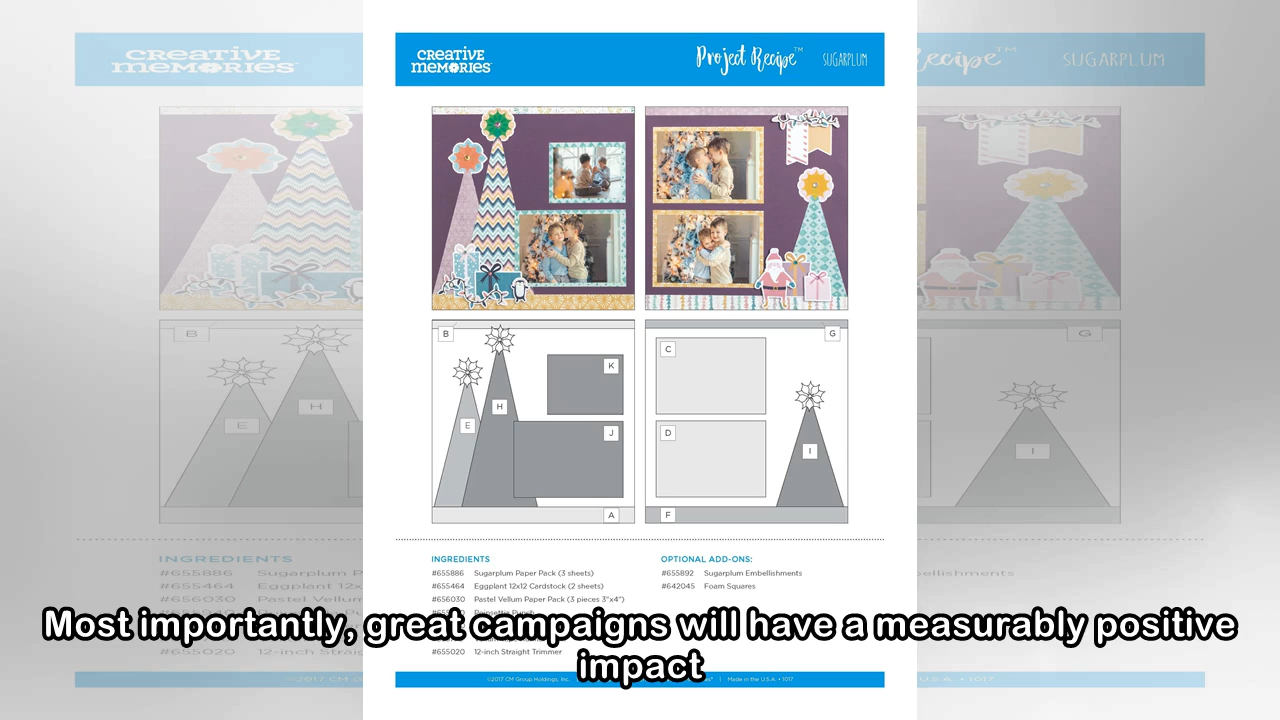 CREATIVE MEMORIES
Project Recipe™ SUGARPLUM
B
K
H
E
J
A
G
C
D
I
F
INGREDIENTS
#655886 Sugarplum Paper Pack (3 sheets)
#655464 Eggplant 12x12 Cardstock (2 sheets)
#656030 Pastel Vellum Paper Pack (3 pieces 3"x4")
#655020 12-inch Straight Trimmer
OPTIONAL ADD-ONS:
#655892 Sugarplum Embellishments
#642045 Foam Squares
Most importantly, great campaigns will have a measurably positive
impact
©2017 CM Group Holdings, Inc.
Made in the U.S.A. • 1017